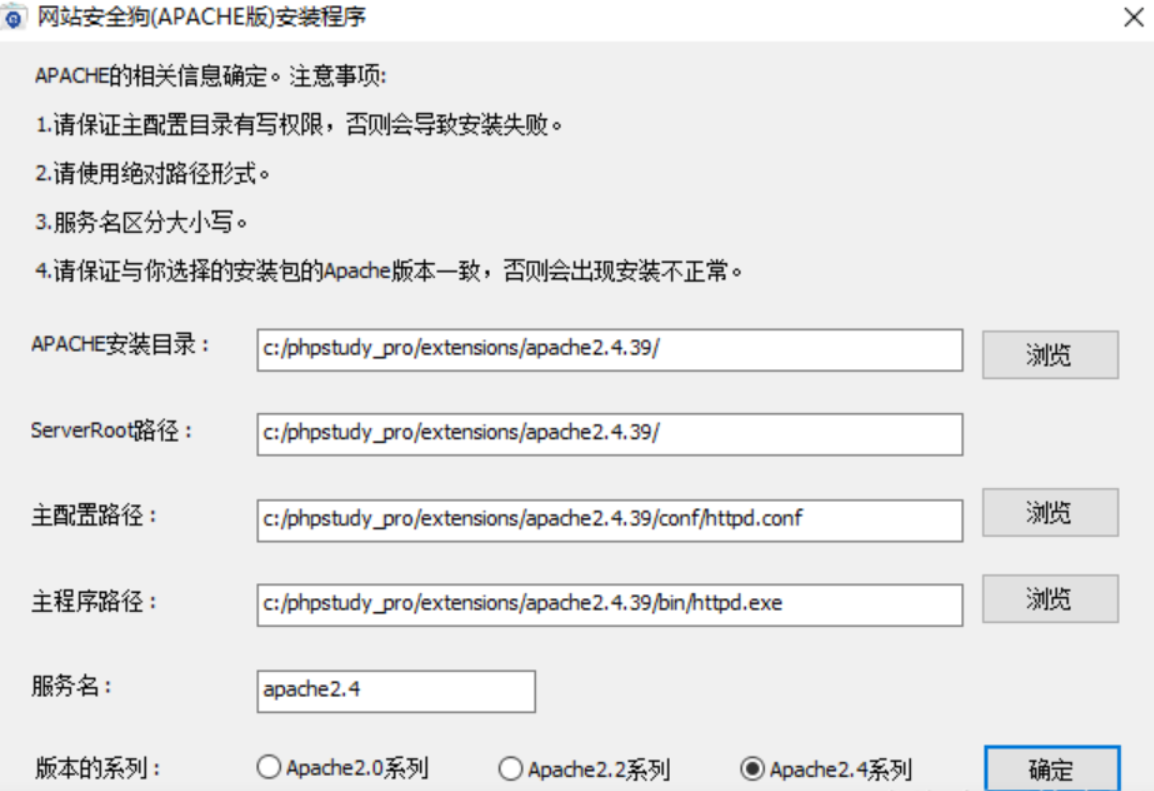 网站安全狗(APACHE版)安装程序
APACHE的相关信息确定。注意事项:
1.请保证主配置目录有写权限，否则会导致安装失败。
2.请使用绝对路径形式。
3.服务名区分大小写。
4.请保证与你选择的安装包的Apache版本一致，否则会出现安装不正常。
APACHE安装目录： c:/phpstudy_pro/extensions/apache2.4.39/ 浏览
ServerRoot路径： c:/phpstudy_pro/extensions/apache2.4.39/
主配置路径： c:/phpstudy_pro/extensions/apache2.4.39/conf/httpd.conf 浏览
主程序路径： c:/phpstudy_pro/extensions/apache2.4.39/bin/httpd.exe 浏览
服务名： apache2.4
版本的系列： Apache2.0系列 Apache2.2系列 Apache2.4系列 确定